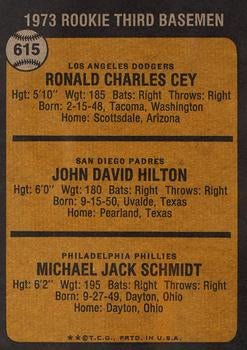 1973 ROOKIE THIRD BASEMEN
615
LOS ANGELES DODGERS
RONALD CHARLES CEY
Hgt: 5'10" Wgt: 185 Bats: Right Throws: Right
Born: 2-15-48, Tacoma, Washington
Home: Scottsdale, Arizona
SAN DIEGO PADRES
JOHN DAVID HILTON
Hgt: 6'0" Wgt: 180 Bats: Right Throws: Right
Born: 9-15-50, Uvalde, Texas
Home: Pearland, Texas
PHILADELPHIA PHILLIES
MICHAEL JACK SCHMIDT
Hgt: 6'2" Wgt: 195 Bats: Right Throws: Right
Born: 9-27-49, Dayton, Ohio
Home: Dayton, Ohio
★★© T.C.G. PRTD. IN U.S.A.